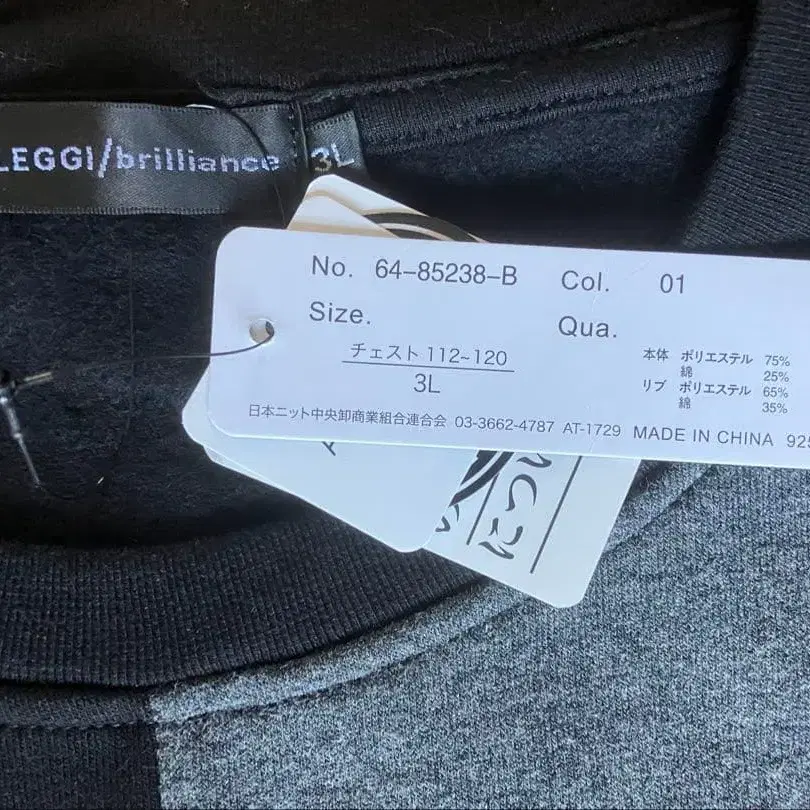 LEGGI/brilliance
3L
No. 64-85238-B Col. 01
Size.
Qua.
チェスト 112~120
3L
本体 ポリエステル 75%
綿 25%
リブ ポリエステル 65%
綿 35%
日本ニット中央卸商業組合連合会 03-3662-4787 AT-1729 MADE IN CHINA 925